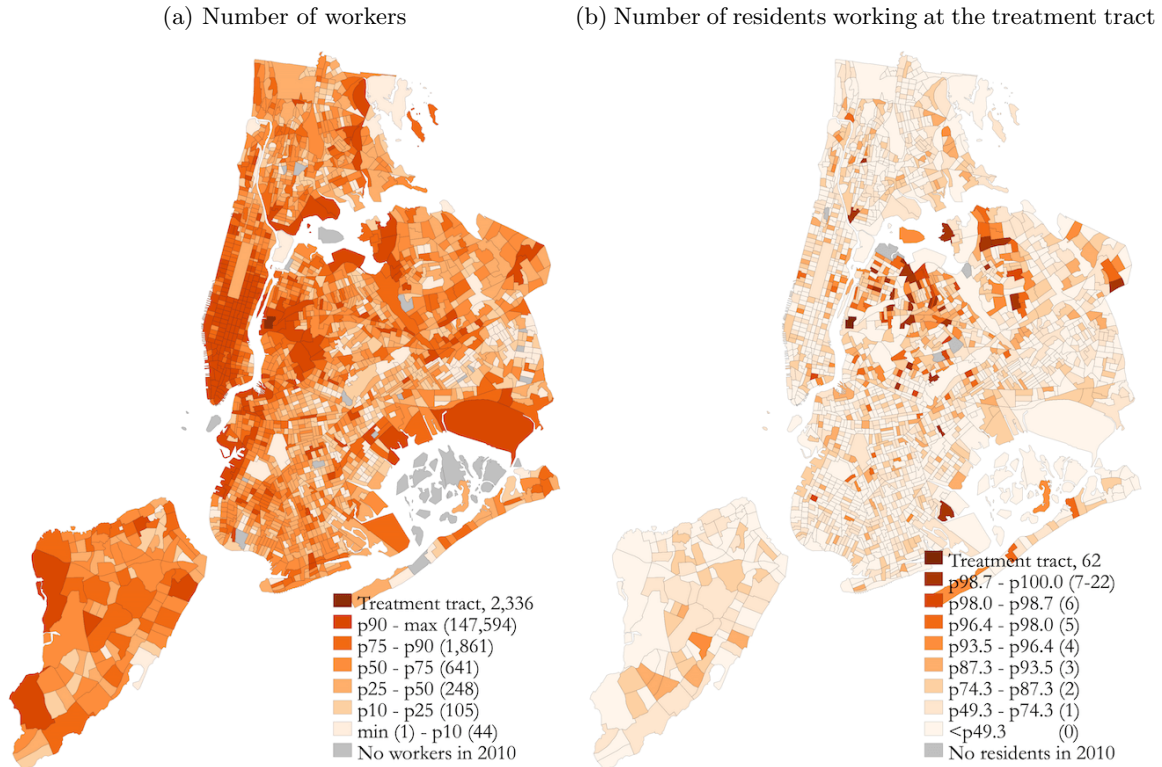 (a) Number of workers
(b) Number of residents working at the treatment tract
Treatment tract, 2,336
p90 - max (147,594)
p75 - p90 (1,861)
p50 - p75 (641)
p25 - p50 (248)
p10 - p25 (105)
min (1) - p10 (44)
No workers in 2010
Treatment tract, 62
p98.7 - p100.0 (7-22)
p98.0 - p98.7 (6)
p96.4 - p98.0 (5)
p93.5 - p96.4 (4)
p87.3 - p93.5 (3)
p74.3 - p87.3 (2)
p49.3 - p74.3 (1)
<p49.3 (0)
No residents in 2010